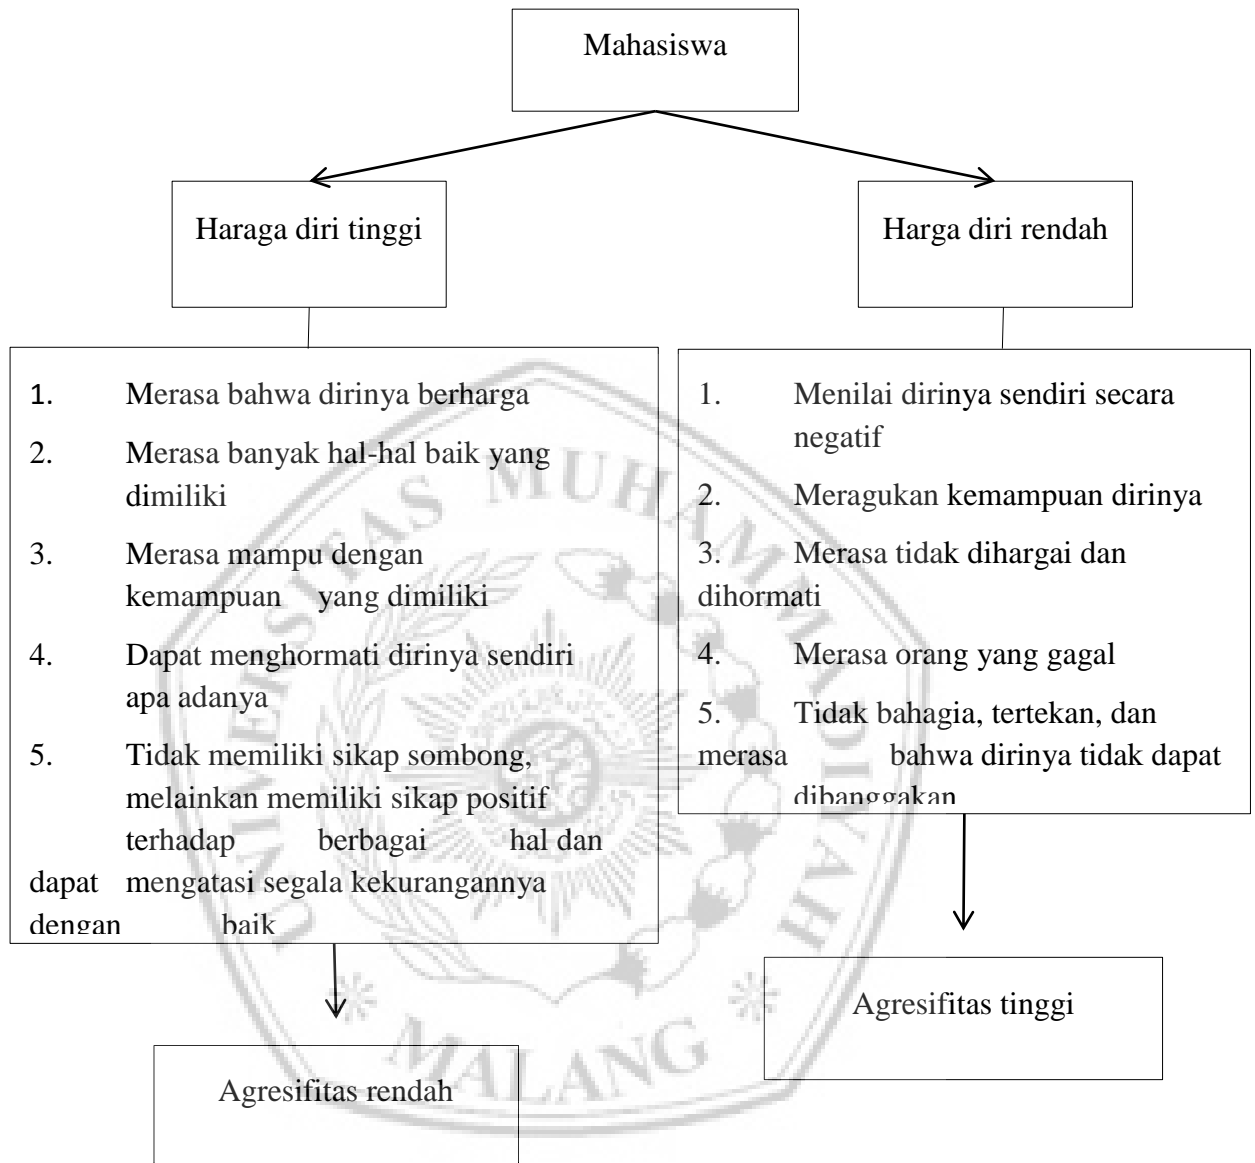 Mahasiswa
Haraga diri tinggi
Harga diri rendah
1. Merasa bahwa dirinya berharga
2. Merasa banyak hal-hal baik yang
dimiliki
3. Merasa mampu dengan
kemampuan yang dimiliki
4. Dapat menghormati dirinya sendiri
apa adanya
5. Tidak memiliki sikap sombong,
melainkan memiliki sikap positif
terhadap berbagai hal dan
dapat mengatasi segala kekurangannya
dengan baik
1. Menilai dirinya sendiri secara
negatif
2. Meragukan kemampuan dirinya
3. Merasa tidak dihargai dan
dihormati
4. Merasa orang yang gagal
5. Tidak bahagia, tertekan, dan
merasa bahwa dirinya tidak dapat
dibanggakan
Agresifitas tinggi
Agresifitas rendah
UNIVERSITAS MUHAMMADIYAH
MALANG